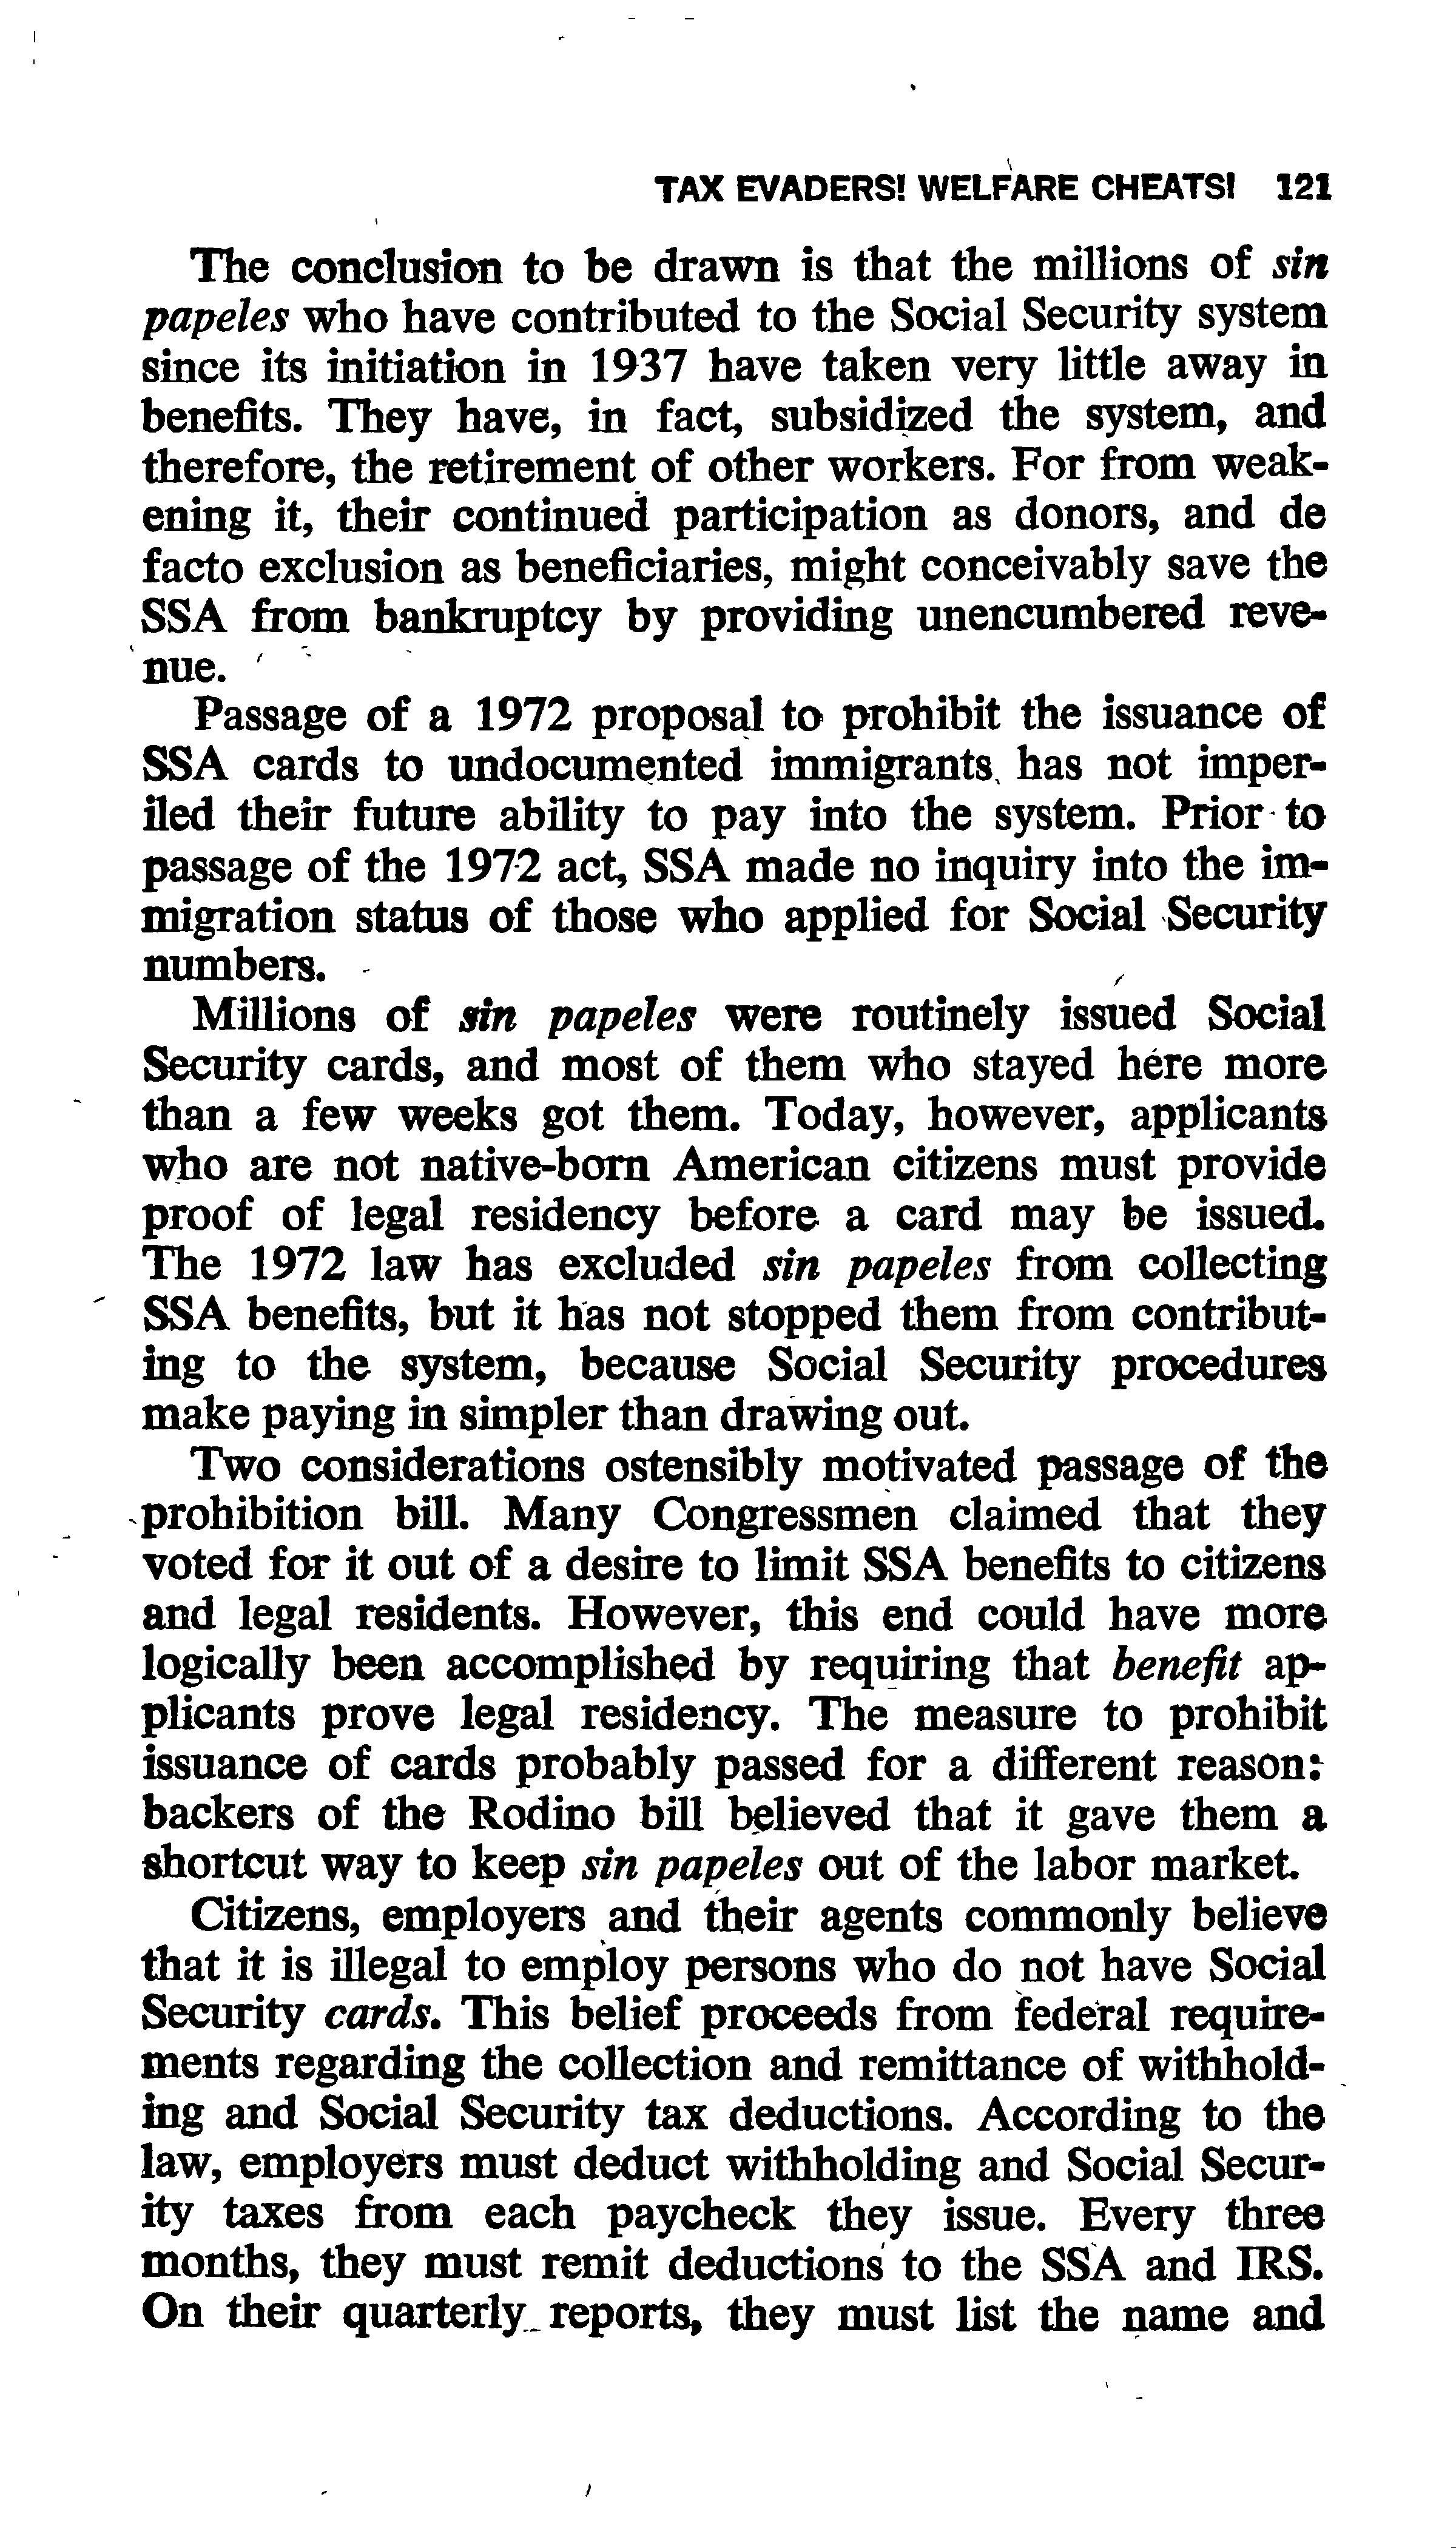 TAX EVADERS! WELFARE CHEATS! 121
The conclusion to be drawn is that the millions of sin
papeles who have contributed to the Social Security system
since its initiation in 1937 have taken very little away in
benefits. They have, in fact, subsidized the system, and
therefore, the retirement of other workers. For from weak-
ening it, their continued participation as donors, and de
facto exclusion as beneficiaries, might conceivably save the
SSA from bankruptcy by providing unencumbered reve-
nue.
Passage of a 1972 proposal to prohibit the issuance of
SSA cards to undocumented immigrants has not imper-
iled their future ability to pay into the system. Prior to
passage of the 1972 act, SSA made no inquiry into the im-
migration status of those who applied for Social Security
numbers.
Millions of sin papeles were routinely issued Social
Security cards, and most of them who stayed here more
than a few weeks got them. Today, however, applicants
who are not native-born American citizens must provide
proof of legal residency before a card may be issued.
The 1972 law has excluded sin papeles from collecting
SSA benefits, but it has not stopped them from contribut-
ing to the system, because Social Security procedures
make paying in simpler than drawing out.
Two considerations ostensibly motivated passage of the
prohibition bill. Many Congressmen claimed that they
voted for it out of a desire to limit SSA benefits to citizens
and legal residents. However, this end could have more
logically been accomplished by requiring that benefit ap-
plicants prove legal residency. The measure to prohibit
issuance of cards probably passed for a different reason:
backers of the Rodino bill believed that it gave them a
shortcut way to keep sin papeles out of the labor market.
Citizens, employers and their agents commonly believe
that it is illegal to employ persons who do not have Social
Security cards. This belief proceeds from federal require-
ments regarding the collection and remittance of withhold-
ing and Social Security tax deductions. According to the
law, employers must deduct withholding and Social Secur-
ity taxes from each paycheck they issue. Every three
months, they must remit deductions to the SSA and IRS.
On their quarterly reports, they must list the name and